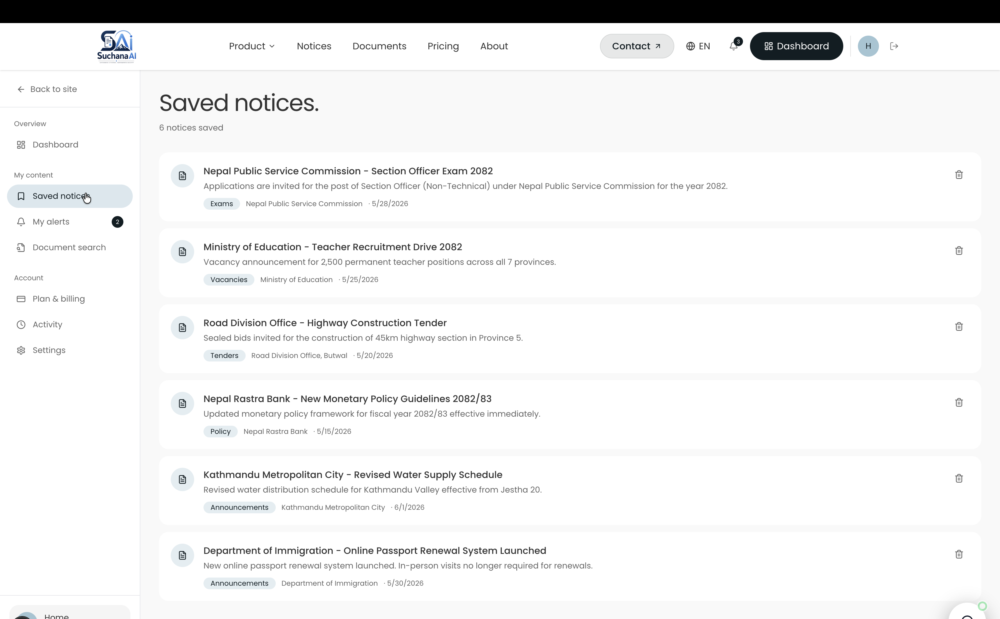 SAi
SuchanaAI
Product
Notices
Documents
Pricing
About
Contact
EN
3
Dashboard
H
Back to site
Overview
Dashboard
My content
Saved notices
My alerts
2
Document search
Account
Plan & billing
Activity
Settings
Home
Saved notices.
6 notices saved
Nepal Public Service Commission - Section Officer Exam 2082
Applications are invited for the post of Section Officer (Non-Technical) under Nepal Public Service Commission for the year 2082.
Exams Nepal Public Service Commission · 5/28/2026
Ministry of Education - Teacher Recruitment Drive 2082
Vacancy announcement for 2,500 permanent teacher positions across all 7 provinces.
Vacancies Ministry of Education · 5/25/2026
Road Division Office - Highway Construction Tender
Sealed bids invited for the construction of 45km highway section in Province 5.
Tenders Road Division Office, Butwal · 5/20/2026
Nepal Rastra Bank - New Monetary Policy Guidelines 2082/83
Updated monetary policy framework for fiscal year 2082/83 effective immediately.
Policy Nepal Rastra Bank · 5/15/2026
Kathmandu Metropolitan City - Revised Water Supply Schedule
Revised water distribution schedule for Kathmandu Valley effective from Jestha 20.
Announcements Kathmandu Metropolitan City · 6/1/2026
Department of Immigration - Online Passport Renewal System Launched
New online passport renewal system launched. In-person visits no longer required for renewals.
Announcements Department of Immigration · 5/30/2026